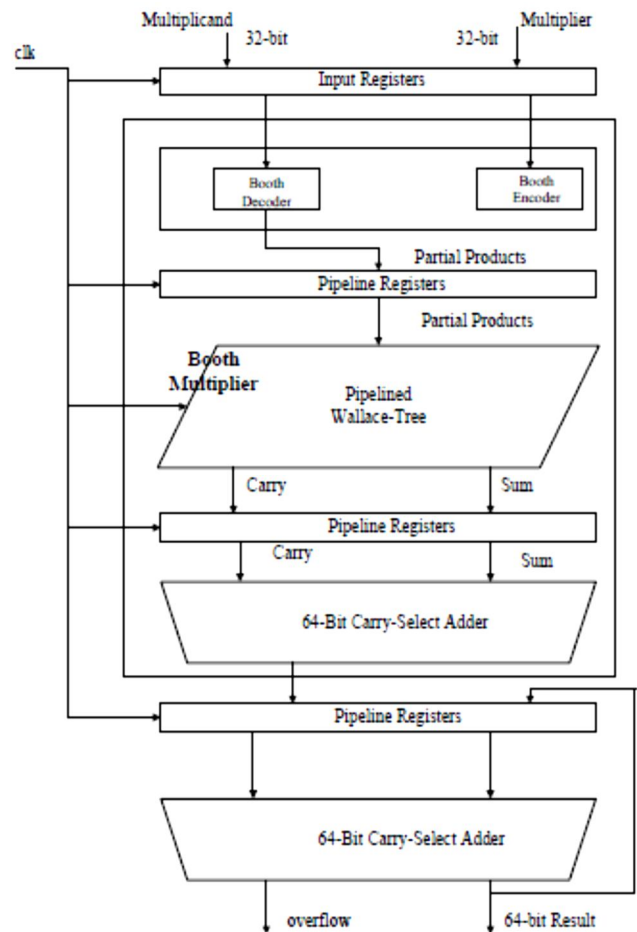 Multiplicand
Multiplier
32-bit
32-bit
clk
Input Registers
Booth
Decoder
Booth
Encoder
Partial Products
Pipeline Registers
Partial Products
Booth
Multiplier
Pipelined
Wallace-Tree
Carry
Sum
Pipeline Registers
Carry
Sum
64-Bit Carry-Select Adder
Pipeline Registers
64-Bit Carry-Select Adder
overflow
64-bit Result